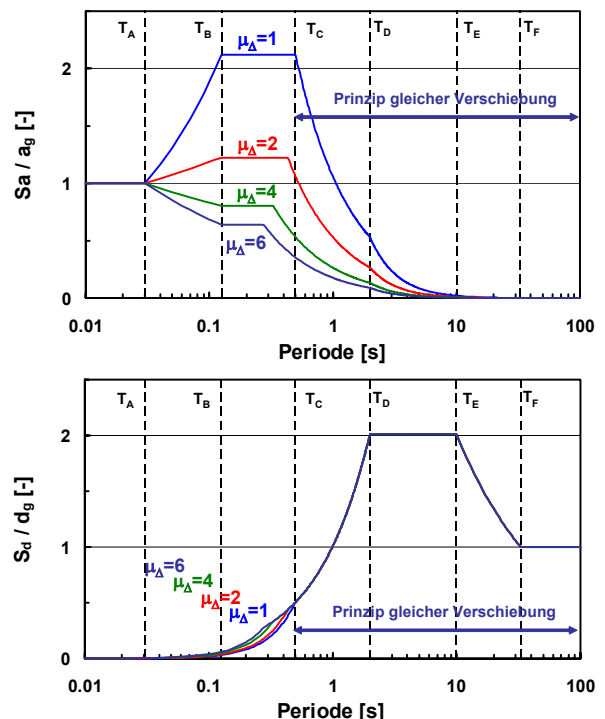 T_A T_B T_C T_D T_E T_F
μ_Δ=1
2
Prinzip gleicher Verschiebung
μ_Δ=2
1
μ_Δ=4
μ_Δ=6
0
Sa / a_g [-]
0.01 0.1 1 10 100
Periode [s]
T_A T_B T_C T_D T_E T_F
2
S_d / d_g [-]
1
μ_Δ=6
μ_Δ=4
μ_Δ=2
μ_Δ=1
Prinzip gleicher Verschiebung
0
0.01 0.1 1 10 100
Periode [s]